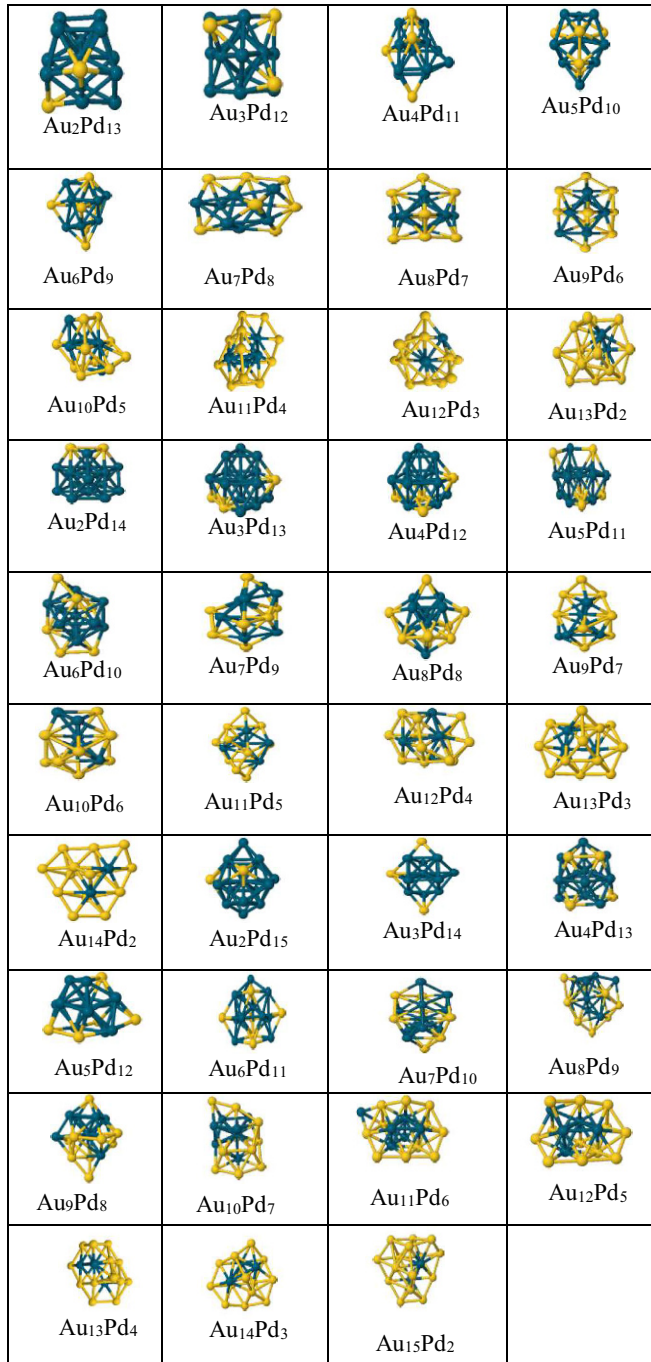 Au₂Pd₁₃ Au₃Pd₁₂ Au₄Pd₁₁ Au₅Pd₁₀
Au₆Pd₉ Au₇Pd₈ Au₈Pd₇ Au₉Pd₆
Au₁₀Pd₅ Au₁₁Pd₄ Au₁₂Pd₃ Au₁₃Pd₂
Au₂Pd₁₄ Au₃Pd₁₃ Au₄Pd₁₂ Au₅Pd₁₁
Au₆Pd₁₀ Au₇Pd₉ Au₈Pd₈ Au₉Pd₇
Au₁₀Pd₆ Au₁₁Pd₅ Au₁₂Pd₄ Au₁₃Pd₃
Au₁₄Pd₂ Au₂Pd₁₅ Au₃Pd₁₄ Au₄Pd₁₃
Au₅Pd₁₂ Au₆Pd₁₁ Au₇Pd₁₀ Au₈Pd₉
Au₉Pd₈ Au₁₀Pd₇ Au₁₁Pd₆ Au₁₂Pd₅
Au₁₃Pd₄ Au₁₄Pd₃ Au₁₅Pd₂